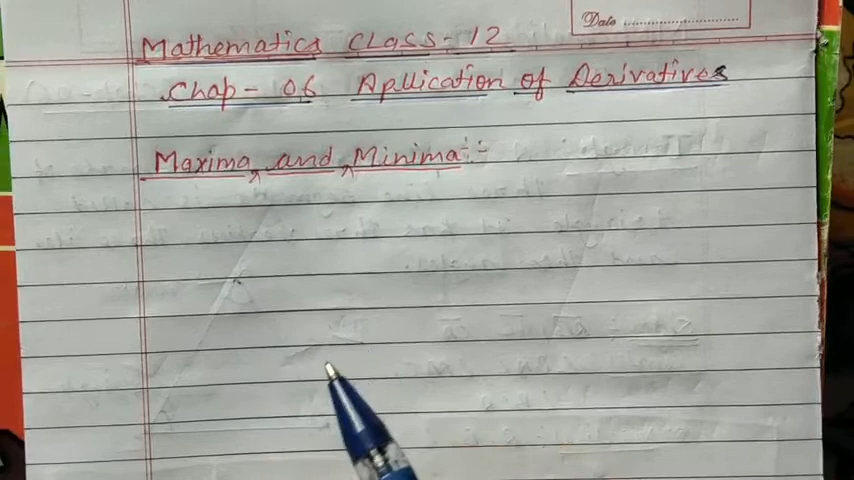 Date ..............................
Mathematics Class - 12
Chap - 06 Application of Derivatives
Maxima and Minima :-